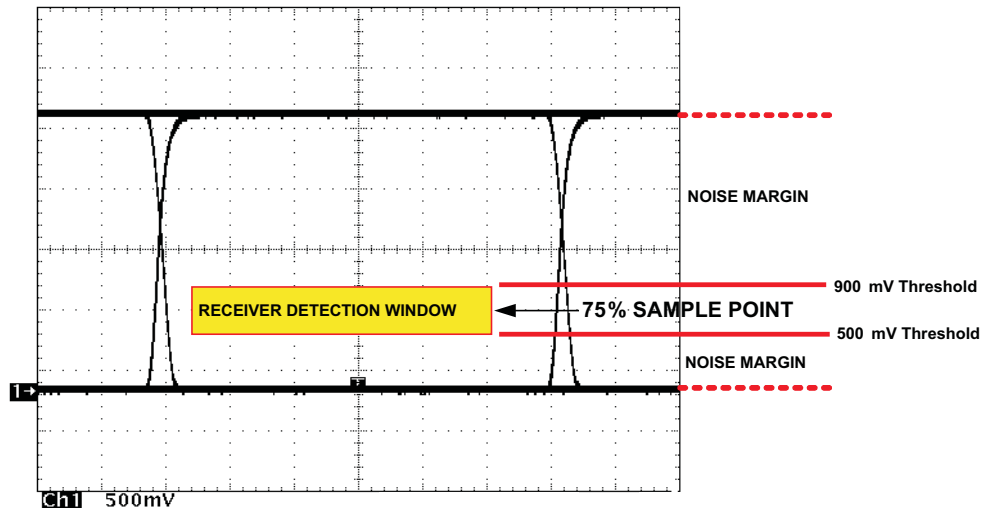 NOISE MARGIN
900 mV Threshold
RECEIVER DETECTION WINDOW
75% SAMPLE POINT
500 mV Threshold
NOISE MARGIN
T
1→
Ch1 500mV